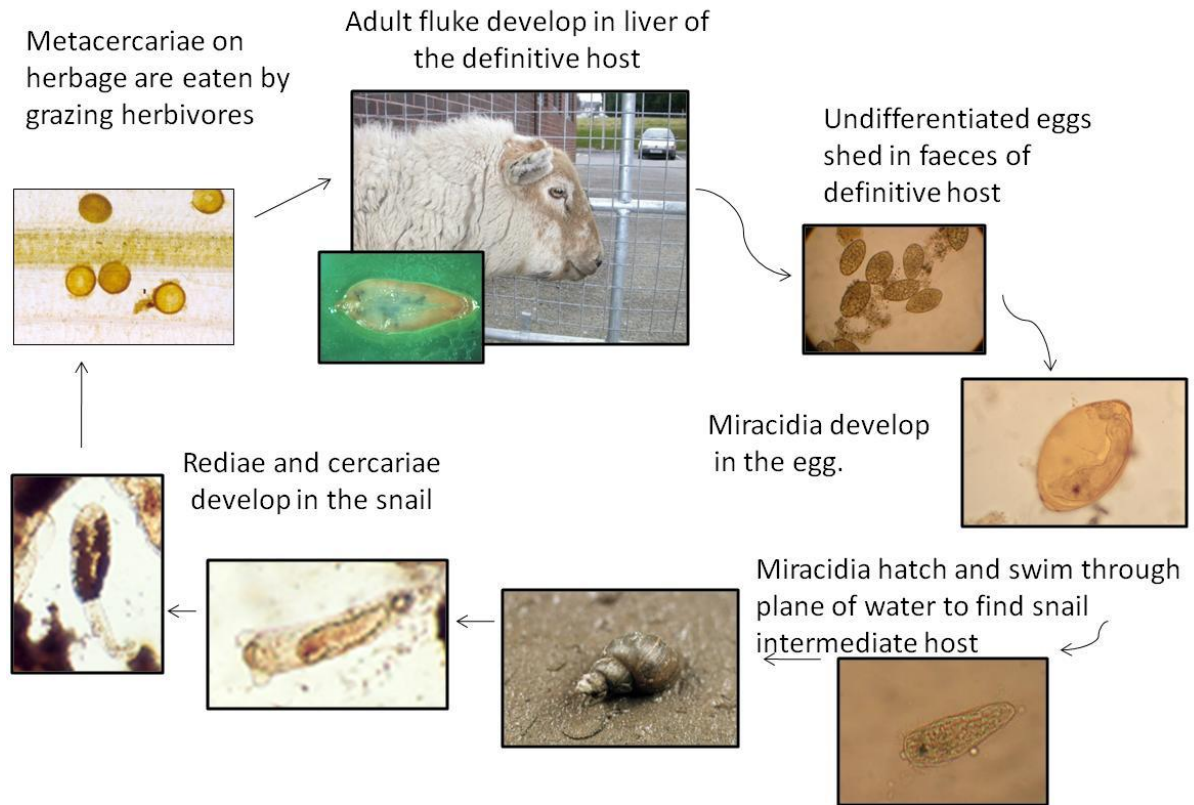 Metacercariae on
herbage are eaten by
grazing herbivores
Adult fluke develop in liver of
the definitive host
Undifferentiated eggs
shed in faeces of
definitive host
Miracidia develop
in the egg.
Miracidia hatch and swim through
plane of water to find snail
intermediate host
Rediae and cercariae
develop in the snail